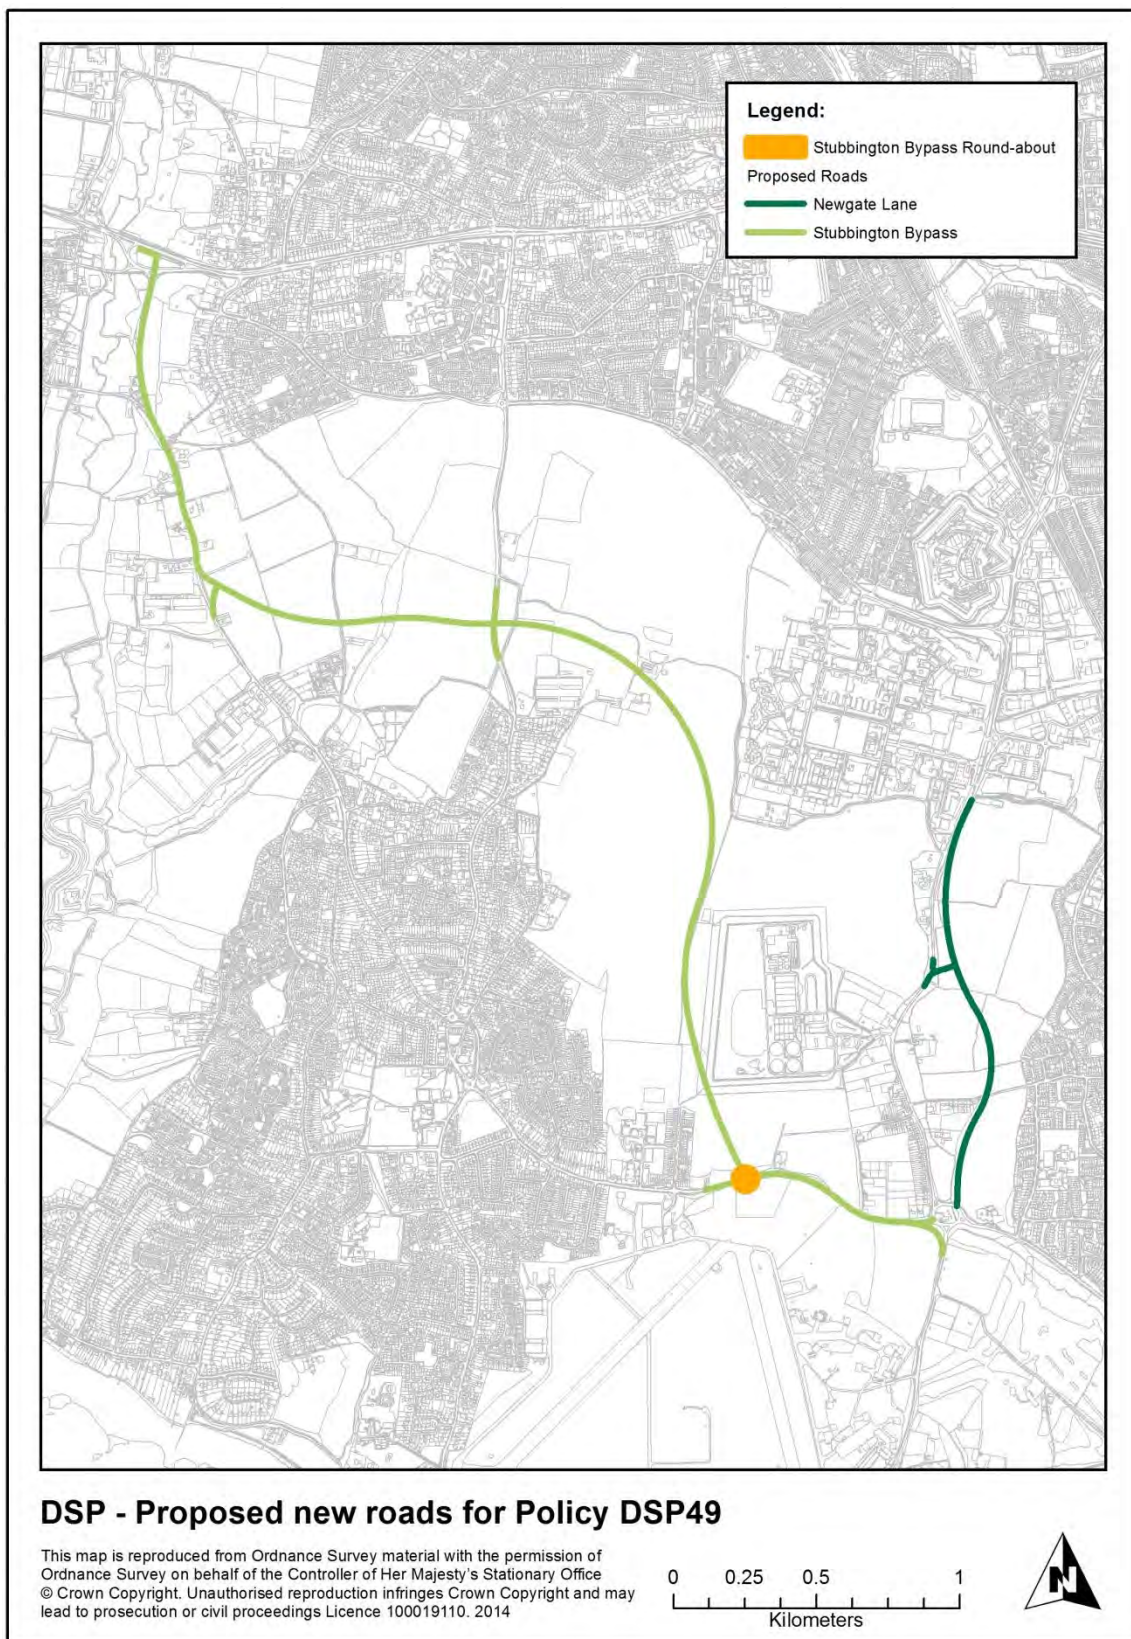 Legend:
Stubbington Bypass Round-about
Proposed Roads
Newgate Lane
Stubbington Bypass
DSP - Proposed new roads for Policy DSP49
This map is reproduced from Ordnance Survey material with the permission of
Ordnance Survey on behalf of the Controller of Her Majesty's Stationary Office
© Crown Copyright. Unauthorised reproduction infringes Crown Copyright and may
lead to prosecution or civil proceedings Licence 100019110. 2014
0 0.25 0.5 1
Kilometers
N